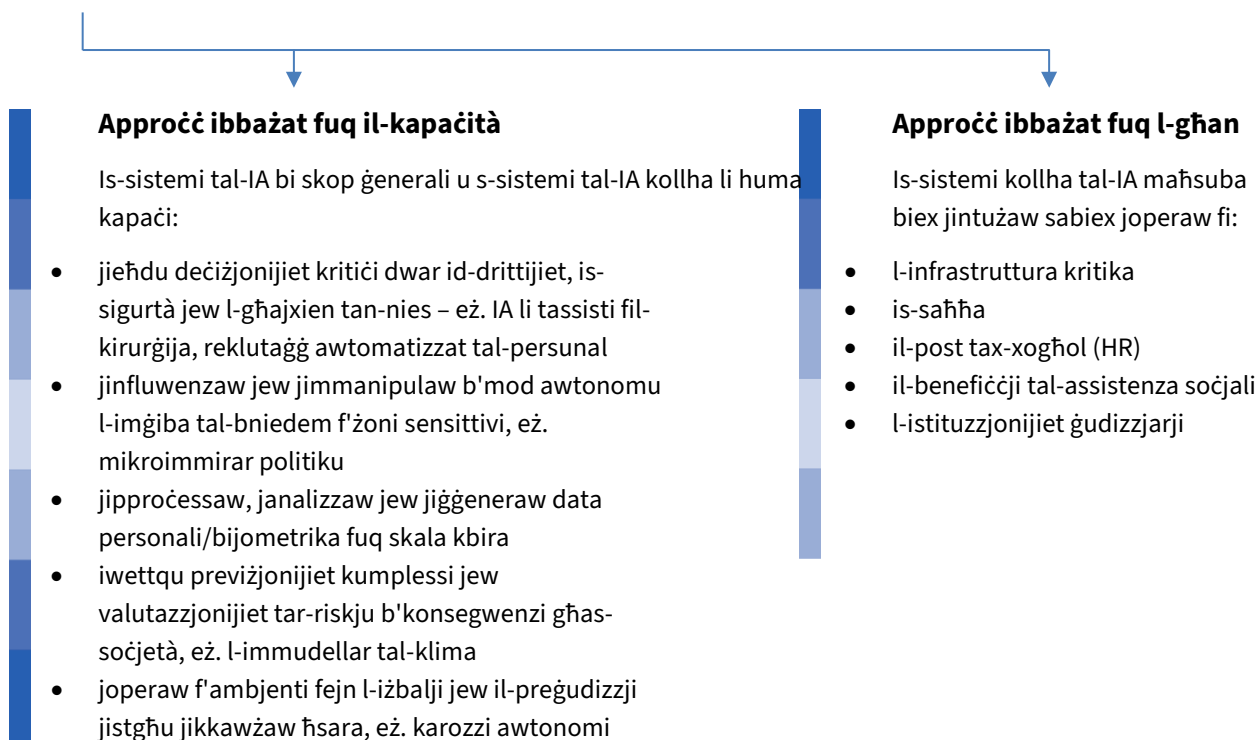 Approċċ ibbażat fuq il-kapaċità
Is-sistemi tal-IA bi skop ġenerali u s-sistemi tal-IA kollha li huma
kapaċi:
• jieħdu deċiżjonijiet kritiċi dwar id-drittijiet, is-
sigurtà jew l-għajxien tan-nies – eż. IA li tassisti fil-
kirurġija, reklutaġġ awtomatizzat tal-persunal
• jinfluwenzaw jew jimmanipulaw b'mod awtonomu
l-imġiba tal-bniedem f'żoni sensittivi, eż.
mikroimmirar politiku
• jipproċessaw, janalizzaw jew jiġġeneraw data
personali/bijometrika fuq skala kbira
• iwettqu previżjonijiet kumplessi jew
valutazzjonijiet tar-riskju b'konsegwenzi għas-
soċjetà, eż. l-immudellar tal-klima
• joperaw f'ambjenti fejn l-iżbalji jew il-preġudizzji
jistgħu jikkawżaw ħsara, eż. karozzi awtonomi
Approċċ ibbażat fuq l-għan
Is-sistemi kollha tal-IA maħsuba
biex jintużaw sabiex joperaw fi:
• l-infrastruttura kritika
• is-saħħa
• il-post tax-xogħol (HR)
• il-benefiċċji tal-assistenza soċjali
• l-istituzzjonijiet ġudizzjarji